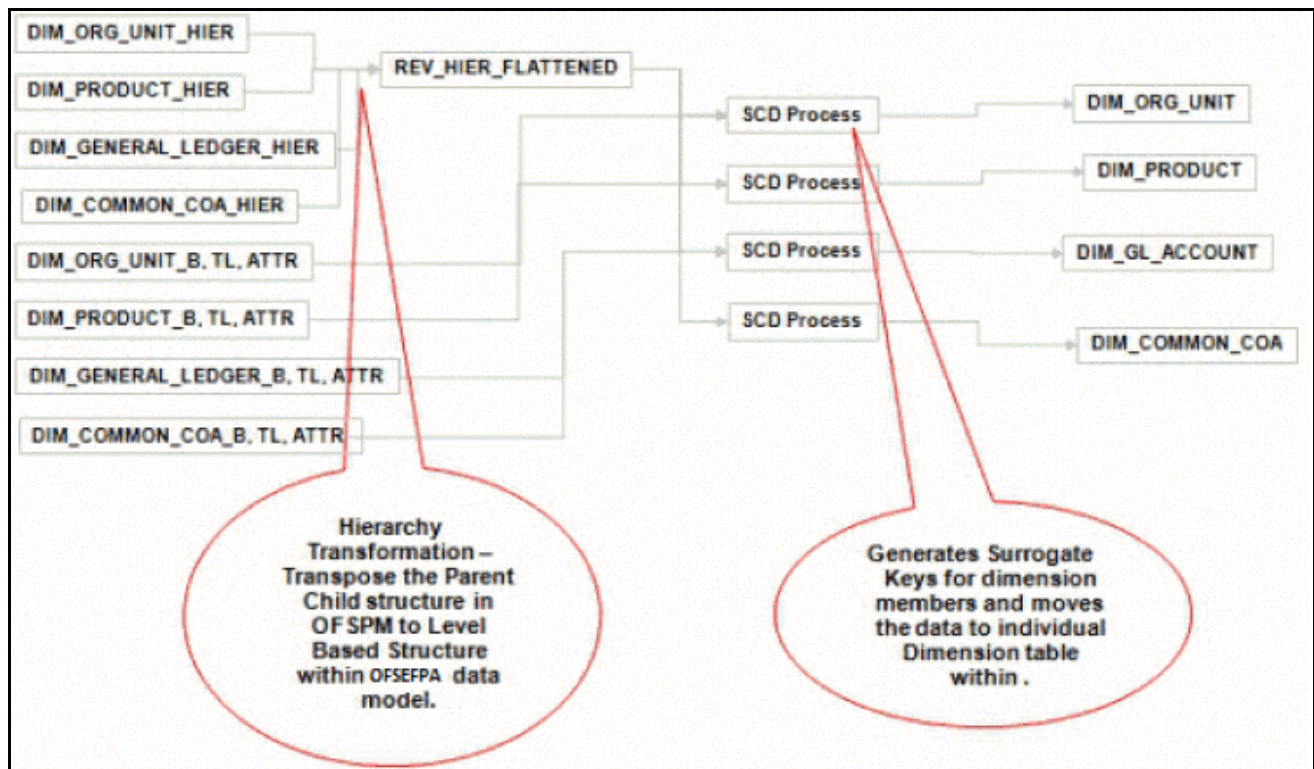 DIM_ORG_UNIT_HIER
DIM_PRODUCT_HIER
DIM_GENERAL_LEDGER_HIER
DIM_COMMON_COA_HIER
DIM_ORG_UNIT_B, TL, ATTR
DIM_PRODUCT_B, TL, ATTR
DIM_GENERAL_LEDGER_B, TL, ATTR
DIM_COMMON_COA_B, TL, ATTR
REV_HIER_FLATTENED
SCD Process
SCD Process
SCD Process
SCD Process
DIM_ORG_UNIT
DIM_PRODUCT
DIM_GL_ACCOUNT
DIM_COMMON_COA
Hierarchy
Transformation –
Transpose the Parent
Child structure in
OFSPM to Level
Based Structure
within OFSEFPA data
model.
Generates Surrogate
Keys for dimension
members and moves
the data to individual
Dimension table
within .